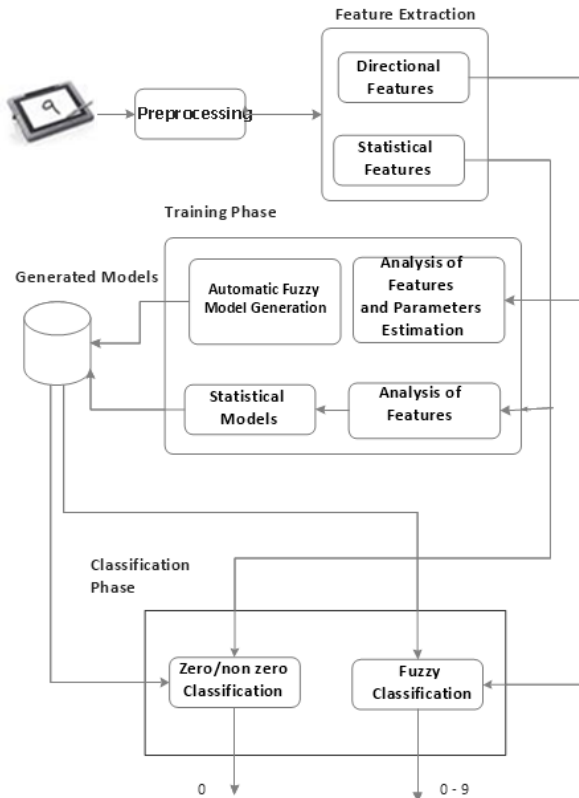 Feature Extraction
Directional
Features
9
Preprocessing
Statistical
Features
Training Phase
Generated Models
Automatic Fuzzy
Model Generation
Analysis of
Features
and Parameters
Estimation
Statistical
Models
Analysis of
Features
Classification
Phase
Zero/non zero
Classification
Fuzzy
Classification
0
0 - 9